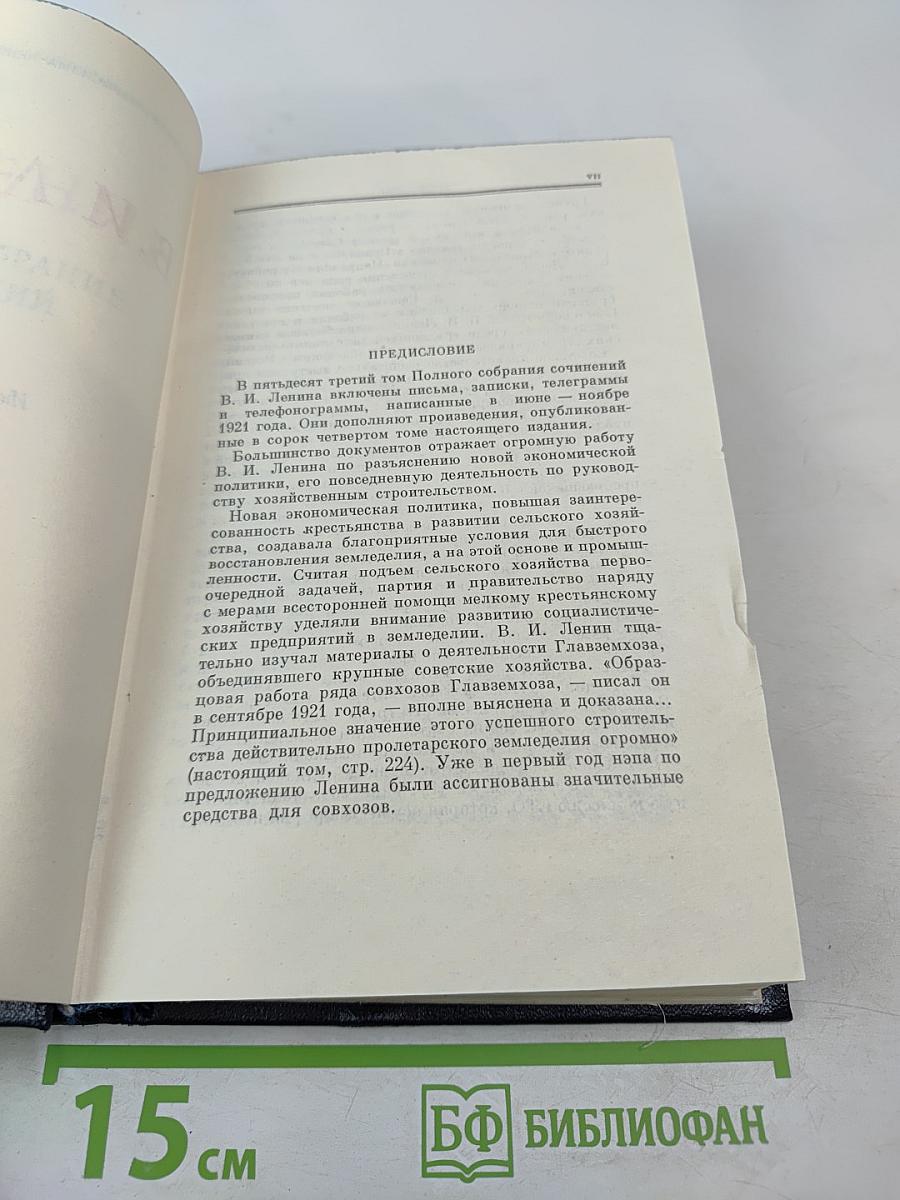 VII
ПРЕДИСЛОВИЕ
В пятьдесят третий том Полного собрания сочинений
В. И. Ленина включены письма, записки, телеграммы
и телефонограммы, написанные в июне — ноябре
1921 года. Они дополняют произведения, опубликован-
ные в сорок четвертом томе настоящего издания.
Большинство документов отражает огромную работу
В. И. Ленина по разъяснению новой экономической
политики, его повседневную деятельность по руковод-
ству хозяйственным строительством.
Новая экономическая политика, повышая заинтере-
сованность крестьянства в развитии сельского хозяй-
ства, создавала благоприятные условия для быстрого
восстановления земледелия, а на этой основе и промыш-
ленности. Считая подъем сельского хозяйства перво-
очередной задачей, партия и правительство наряду
с мерами всесторонней помощи мелкому крестьянскому
хозяйству уделяли внимание развитию социалистиче-
ских предприятий в земледелии. В. И. Ленин тща-
тельно изучал материалы о деятельности Главземхоза,
объединявшего крупные советские хозяйства. «Образ-
цовая работа ряда совхозов Главземхоза, — писал он
в сентябре 1921 года, — вполне выяснена и доказана...
Принципиальное значение этого успешного строитель-
ства действительно пролетарского земледелия огромно»
(настоящий том, стр. 224). Уже в первый год нэпа по
предложению Ленина были ассигнованы значительные
средства для совхозов.
15 см
БФ БИБЛИОФАН